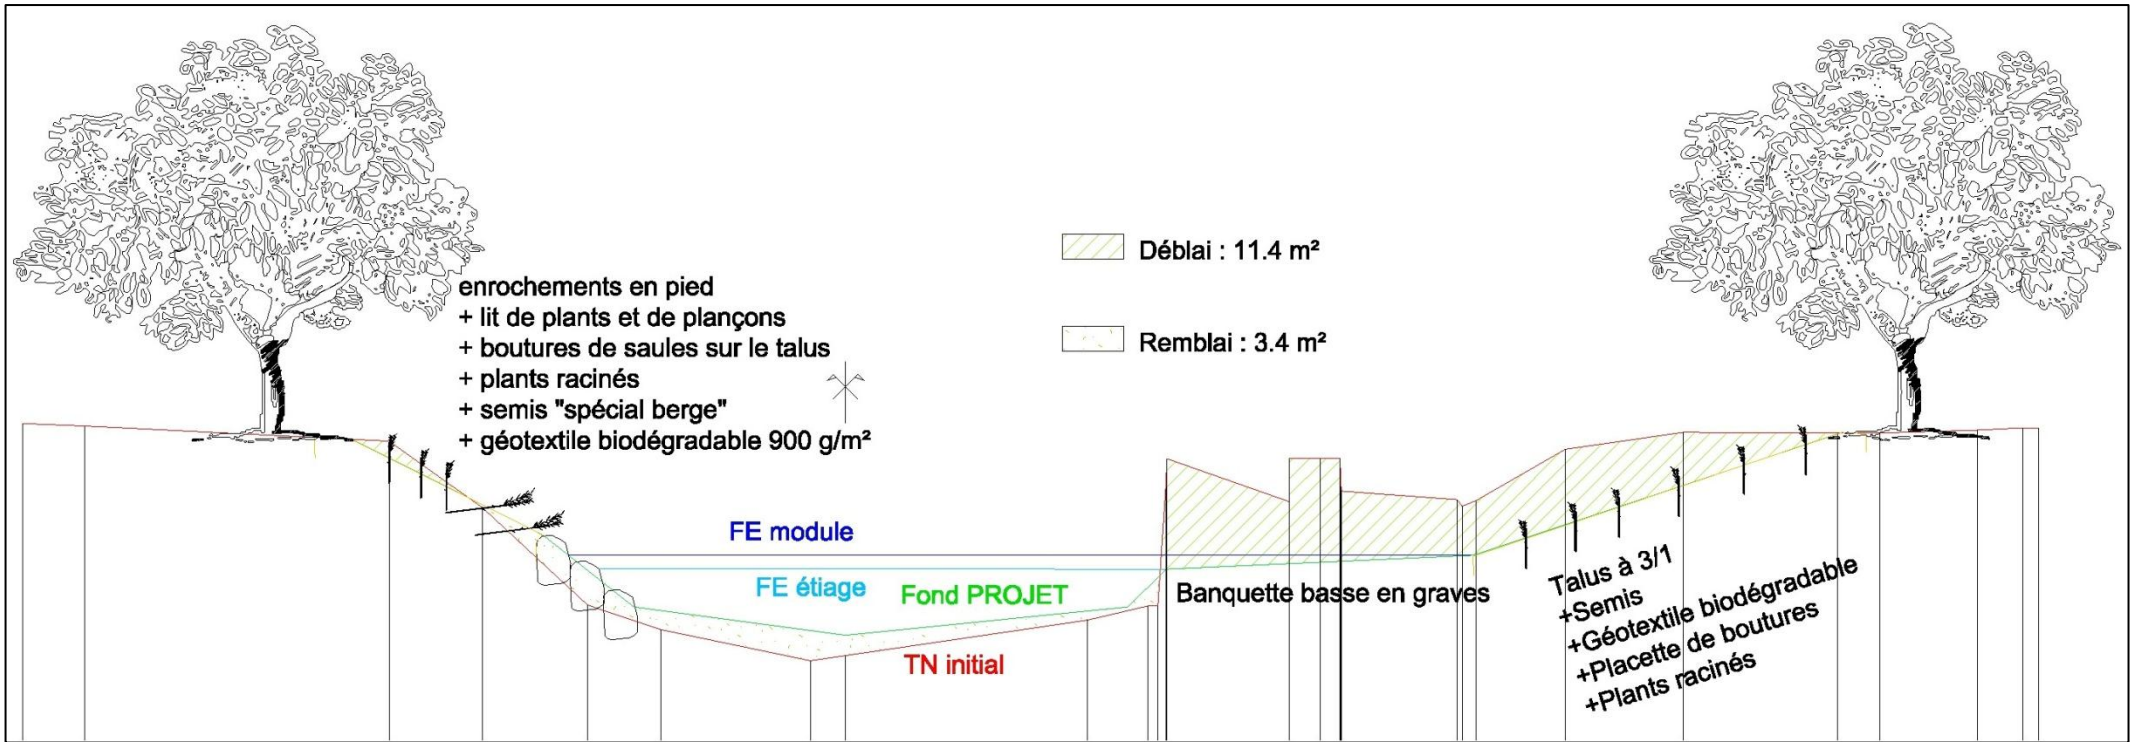 Déblai : 11.4 m²
enrochements en pied
+ lit de plants et de plançons
+ boutures de saules sur le talus
+ plants racinés
+ semis "spécial berge"
+ géotextile biodégradable 900 g/m²
Remblai : 3.4 m²
FE module
FE étiage
Fond PROJET
TN initial
Banquette basse en graves
Talus à 3/1
+Semis
+Géotextile biodégradable
+Placette de boutures
+Plants racinés